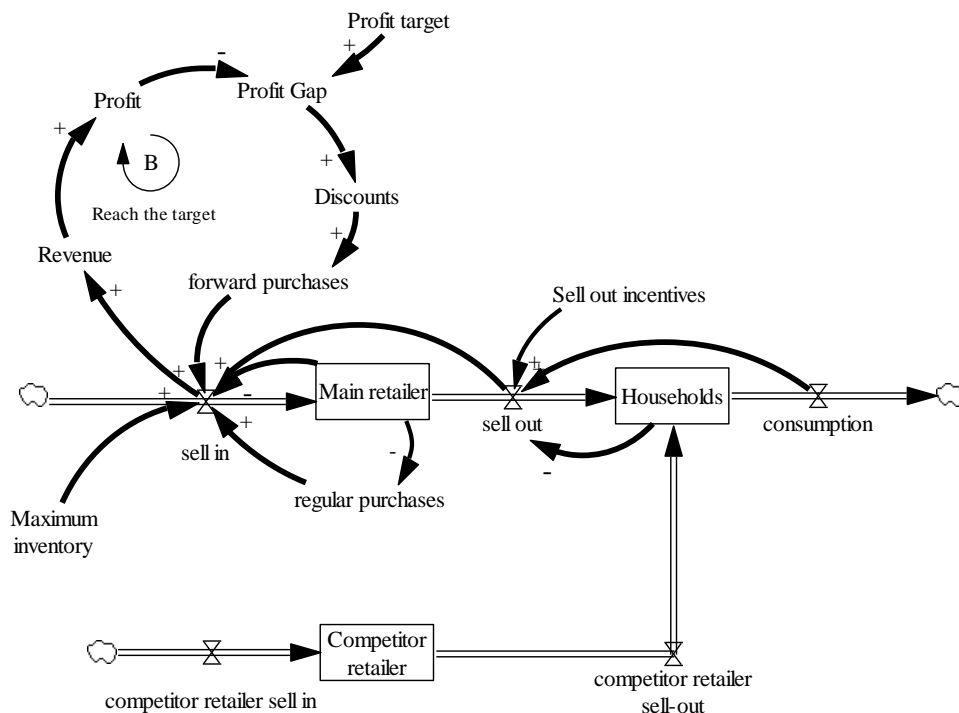 Profit target
+
-
Profit
Profit Gap
+
B
+
Reach the target
Discounts
+
Revenue
+
forward purchases
Sell out incentives
+
+
+
+
-
Main retailer
Households
+
sell in
sell out
consumption
-
-
regular purchases
Maximum
inventory
Competitor
retailer
competitor retailer sell in
competitor retailer
sell-out